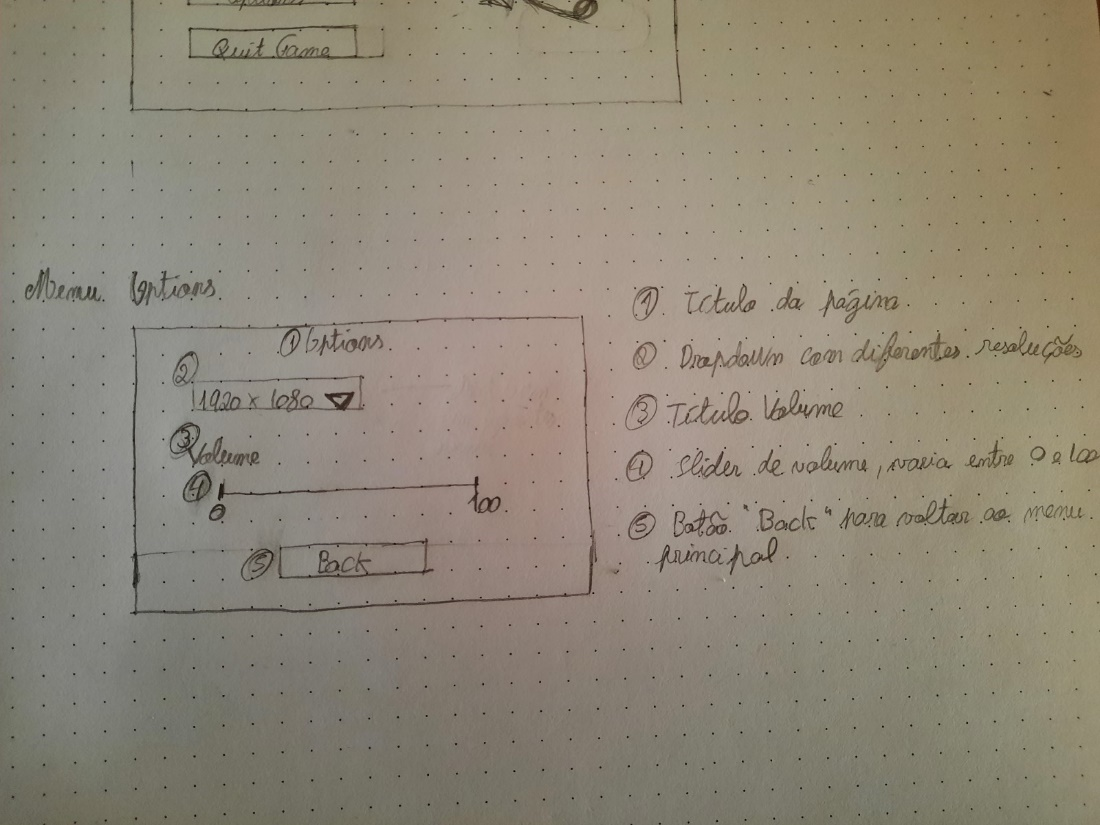 Quit Game
Menu Options
① Options
②
1920 x 1080
③
Volume
④
0 100
⑤ Back
① Título da página
② Dropdown com diferentes resoluções
③ Título Volume
④ Slider de volume, varia entre 0 e 100
⑤ Botão "Back" para voltar ao menu
principal